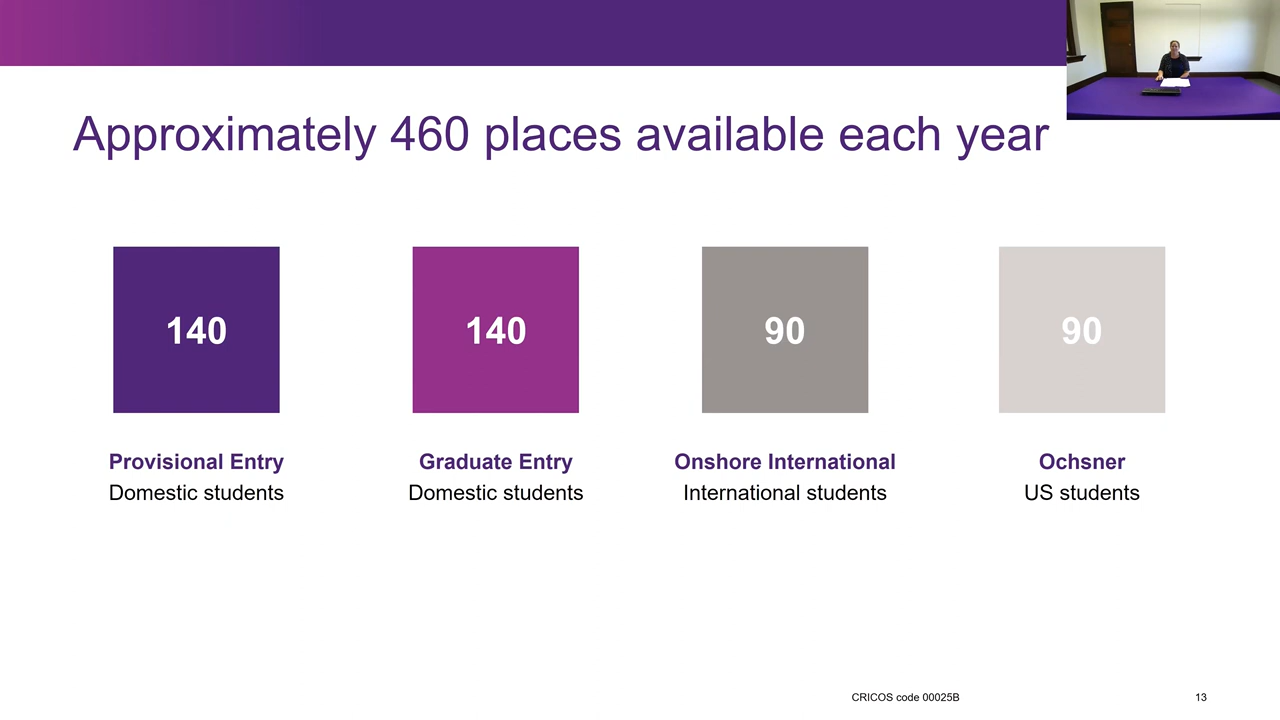 Approximately 460 places available each year
140
140
90
90
Provisional Entry
Domestic students
Graduate Entry
Domestic students
Onshore International
International students
Ochsner
US students
CRICOS code 00025B
13